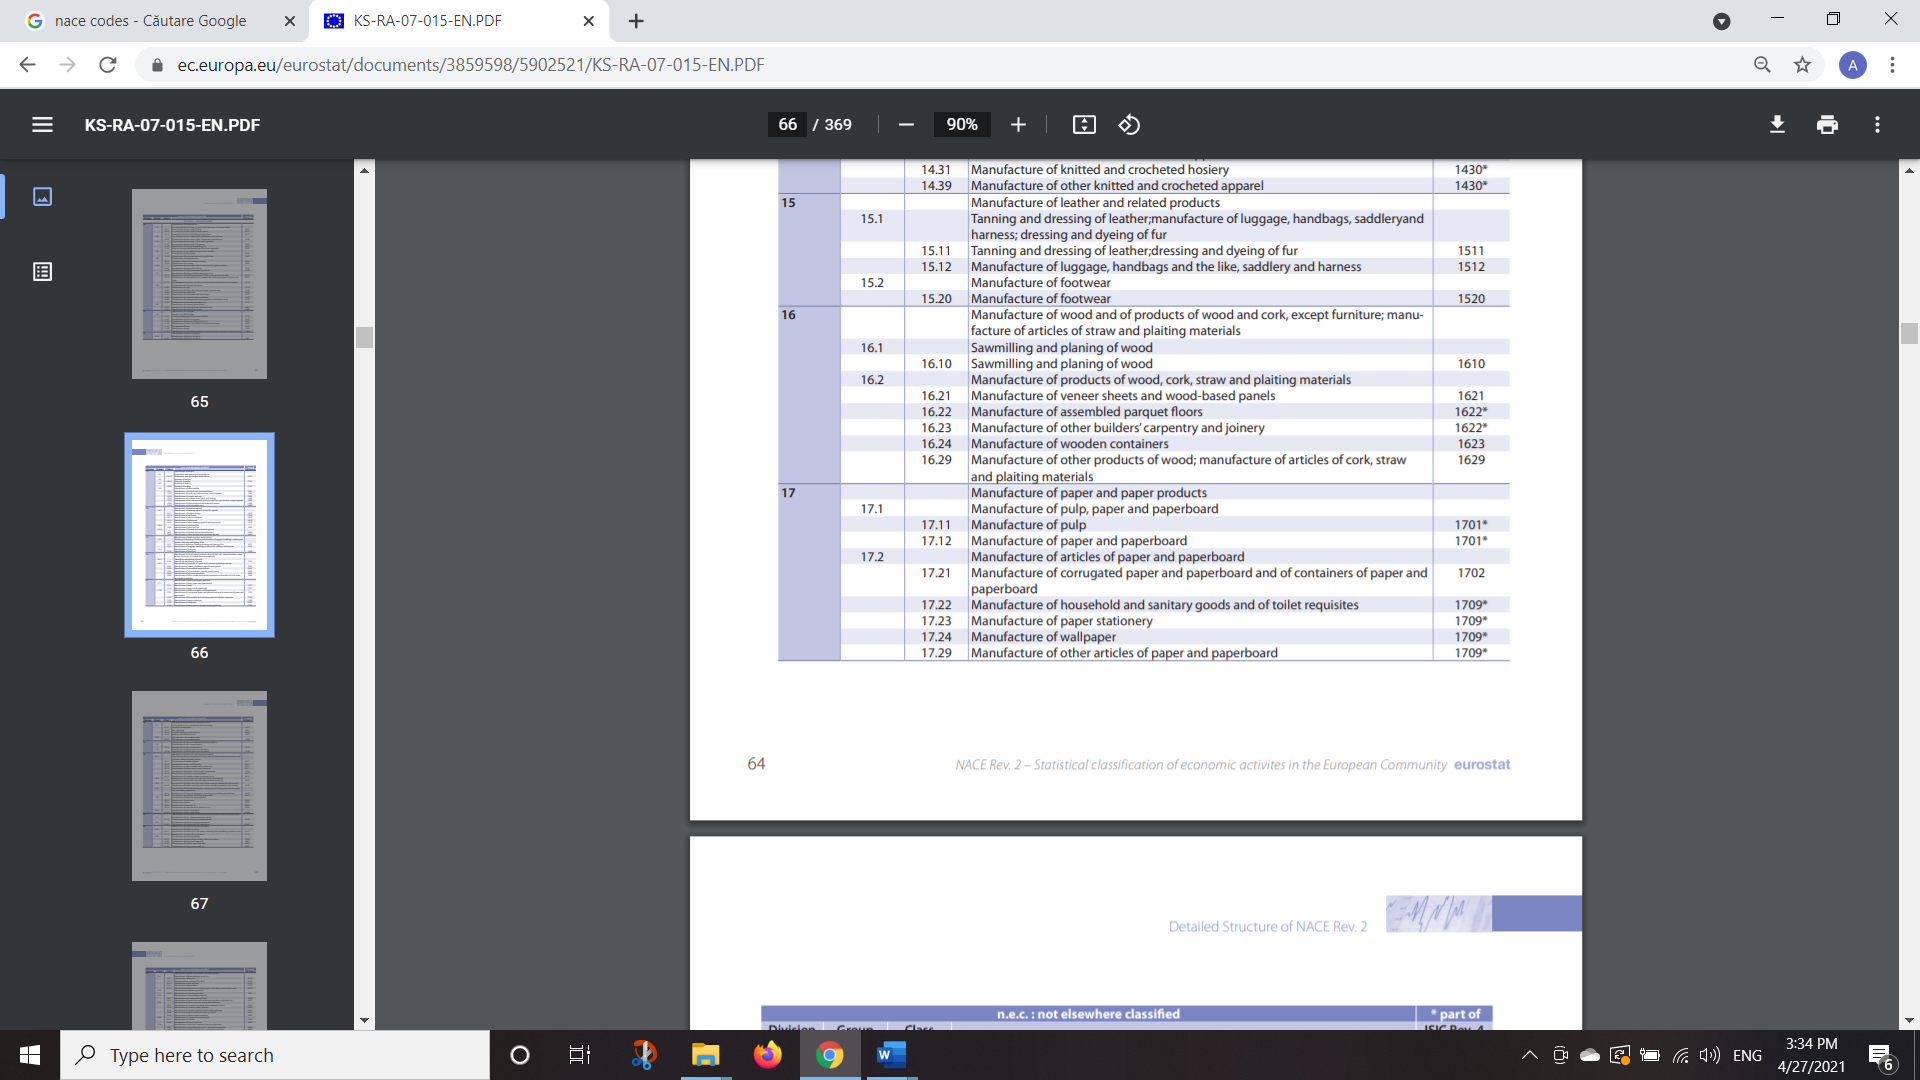 nace codes - Căutare Google
KS-RA-07-015-EN.PDF
ec.europa.eu/eurostat/documents/3859598/5902521/KS-RA-07-015-EN.PDF
A
KS-RA-07-015-EN.PDF
66 / 369
90%
65
66
67
14.31 Manufacture of knitted and crocheted hosiery 1430*
14.39 Manufacture of other knitted and crocheted apparel 1430*
15 Manufacture of leather and related products
15.1 Tanning and dressing of leather;manufacture of luggage, handbags, saddleryand
harness; dressing and dyeing of fur
15.11 Tanning and dressing of leather;dressing and dyeing of fur 1511
15.12 Manufacture of luggage, handbags and the like, saddlery and harness 1512
15.2 Manufacture of footwear
15.20 Manufacture of footwear 1520
16 Manufacture of wood and of products of wood and cork, except furniture; manu-
facture of articles of straw and plaiting materials
16.1 Sawmilling and planing of wood
16.10 Sawmilling and planing of wood 1610
16.2 Manufacture of products of wood, cork, straw and plaiting materials
16.21 Manufacture of veneer sheets and wood-based panels 1621
16.22 Manufacture of assembled parquet floors 1622*
16.23 Manufacture of other builders' carpentry and joinery 1622*
16.24 Manufacture of wooden containers 1623
16.29 Manufacture of other products of wood; manufacture of articles of cork, straw 1629
and plaiting materials
17 Manufacture of paper and paper products
17.1 Manufacture of pulp, paper and paperboard
17.11 Manufacture of pulp 1701*
17.12 Manufacture of paper and paperboard 1701*
17.2 Manufacture of articles of paper and paperboard
17.21 Manufacture of corrugated paper and paperboard and of containers of paper and 1702
paperboard
17.22 Manufacture of household and sanitary goods and of toilet requisites 1709*
17.23 Manufacture of paper stationery 1709*
17.24 Manufacture of wallpaper 1709*
17.29 Manufacture of other articles of paper and paperboard 1709*
64
NACE Rev. 2 – Statistical classification of economic activites in the European Community eurostat
Detailed Structure of NACE Rev. 2
n.e.c. : not elsewhere classified * part of
Division Group Class ISIC Rev. 4
Type here to search
ENG
3:34 PM
4/27/2021
6